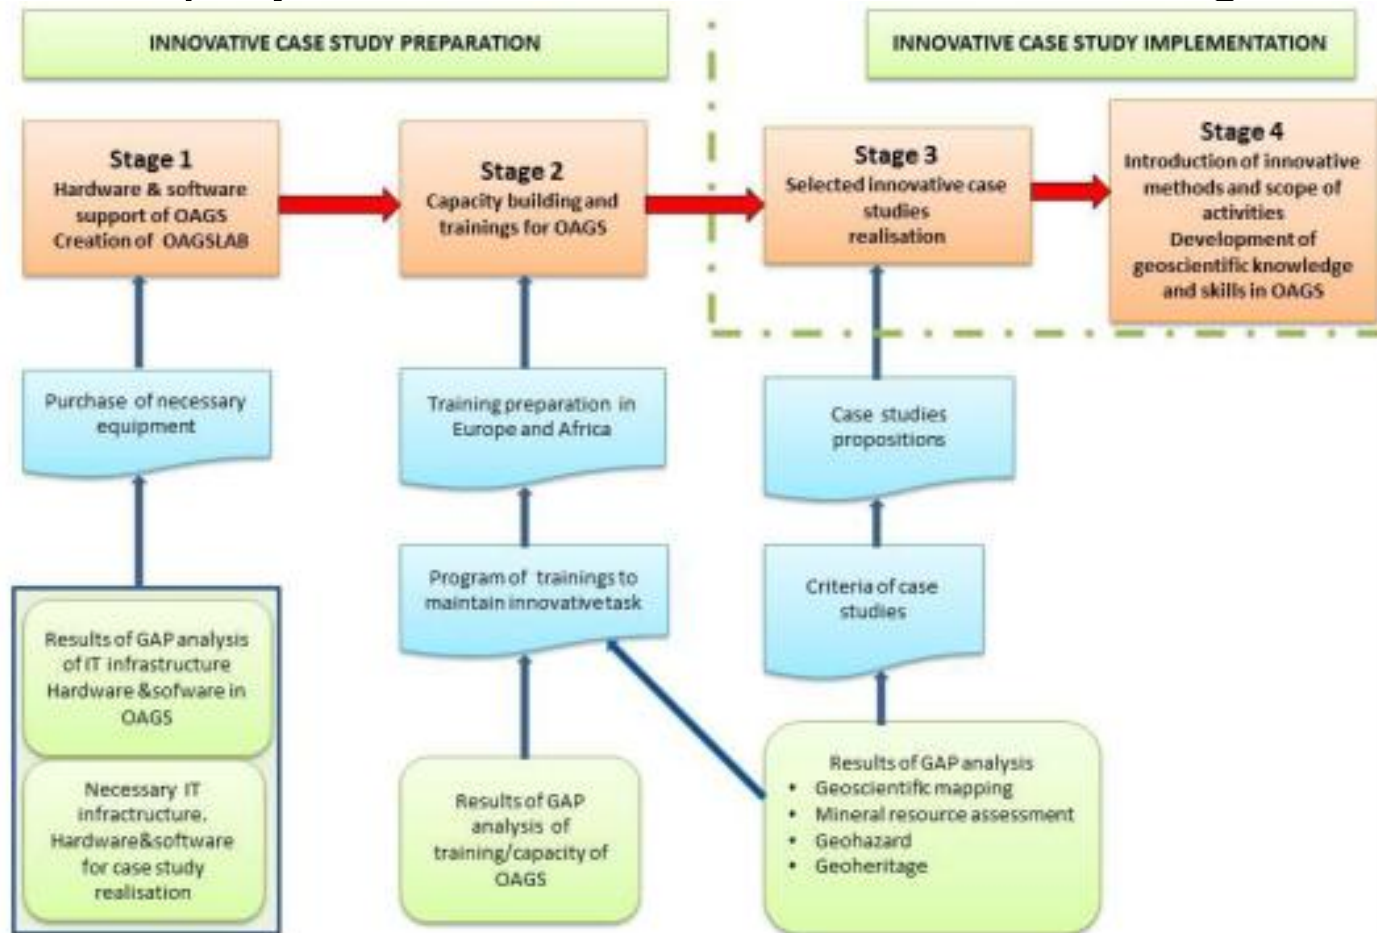 INNOVATIVE CASE STUDY PREPARATION
INNOVATIVE CASE STUDY IMPLEMENTATION
Stage 1
Hardware & software
support of OAGS
Creation of OAGSLAB
Stage 2
Capacity building and
trainings for OAGS
Stage 3
Selected innovative case
studies
realisation
Stage 4
Introduction of innovative
methods and scope of
activities
Development of
geoscientific knowledge
and skills in OAGS
Purchase of necessary
equipment
Training preparation in
Europe and Africa
Case studies
propositions
Program of trainings to
maintain innovative task
Criteria of case
studies
Results of GAP analysis
of IT infrastructure
Hardware &sofware in
OAGS
Necessary IT
infractructure.
Hardware&software
for case study
realisation
Results of GAP
analysis of
training/capacity of
OAGS
Results of GAP analysis
• Geoscientific mapping
• Mineral resource assessment
• Geohazard
• Geoheritage